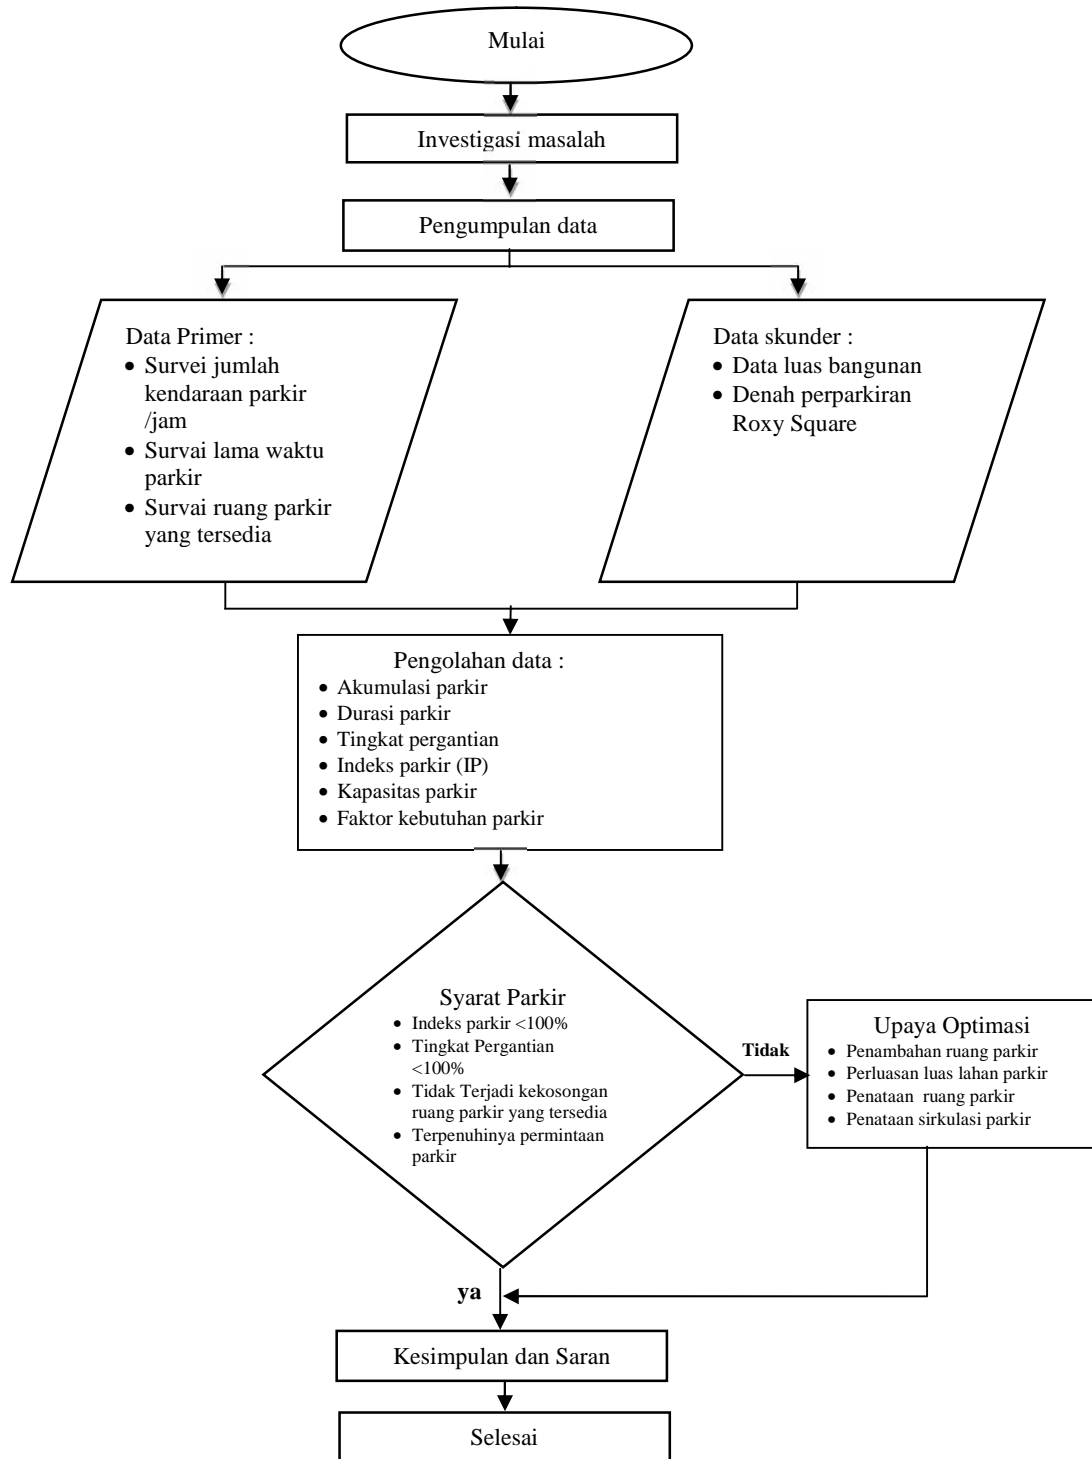 Mulai
Investigasi masalah
Pengumpulan data
Data Primer :
• Survei jumlah
kendaraan parkir
/jam
• Survai lama waktu
parkir
• Survai ruang parkir
yang tersedia
Data skunder :
• Data luas bangunan
• Denah perparkiran
Roxy Square
Pengolahan data :
• Akumulasi parkir
• Durasi parkir
• Tingkat pergantian
• Indeks parkir (IP)
• Kapasitas parkir
• Faktor kebutuhan parkir
Syarat Parkir
• Indeks parkir <100%
• Tingkat Pergantian
<100%
• Tidak Terjadi kekosongan
ruang parkir yang tersedia
• Terpenuhinya permintaan
parkir
Tidak
Upaya Optimasi
• Penambahan ruang parkir
• Perluasan luas lahan parkir
• Penataan ruang parkir
• Penataan sirkulasi parkir
ya
Kesimpulan dan Saran
Selesai